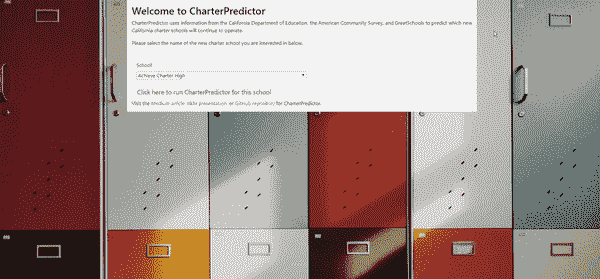 Welcome to CharterPredictor
CharterPredictor uses information from the California Department of Education, the American Community Survey, and GreatSchools to predict which new
California charter schools will continue to operate.
Please select the name of the new charter school you are interested in below.
School:
Achieve Charter High
Click here to run CharterPredictor for this school
Visit the Medium article, slide presentation, or GitHub repository for CharterPredictor.